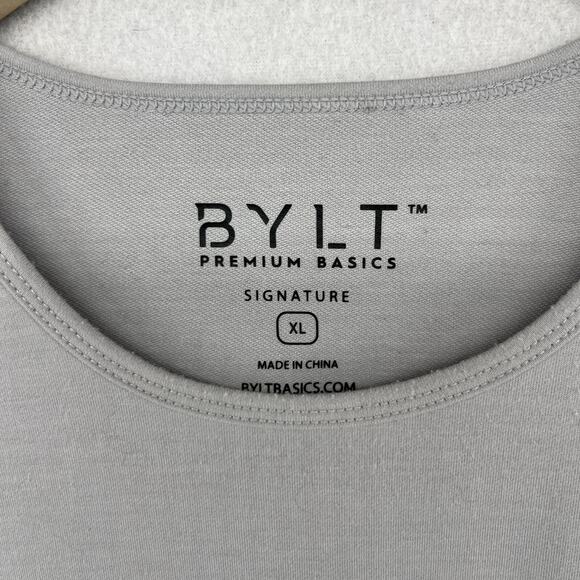 BYLT™
PREMIUM BASICS
SIGNATURE
XL
MADE IN CHINA
BYLTBASICS.COM